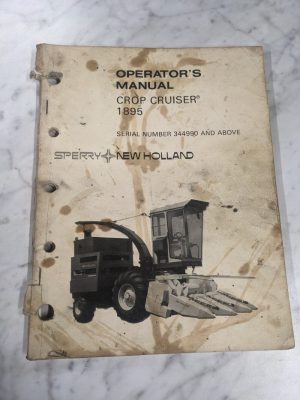 OPERATOR'S
MANUAL
CROP CRUISER®
1895
SERIAL NUMBER 344990 AND ABOVE
SPERRY NEW HOLLAND